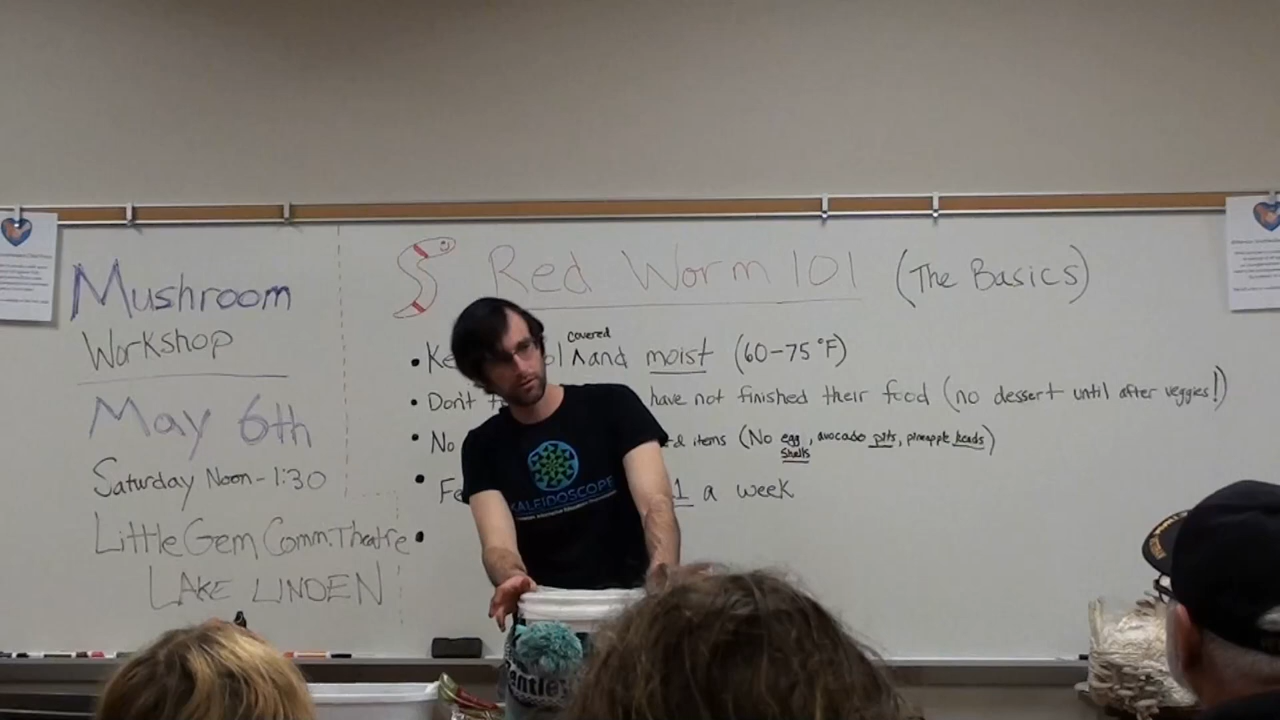 Mushroom
Workshop
May 6th
Saturday Noon-1:30
Little Gem Comm. Theatre
LAKE LINDEN
Red Worm 101 (The Basics)
covered
• Ke l ^ and moist (60-75°F)
• Don't have not finished their food (no dessert until after veggies!)
• No d items (No egg shells, avocado pits, pineapple heads)
• Fe 1 a week
•
KALEIDOSCOPE